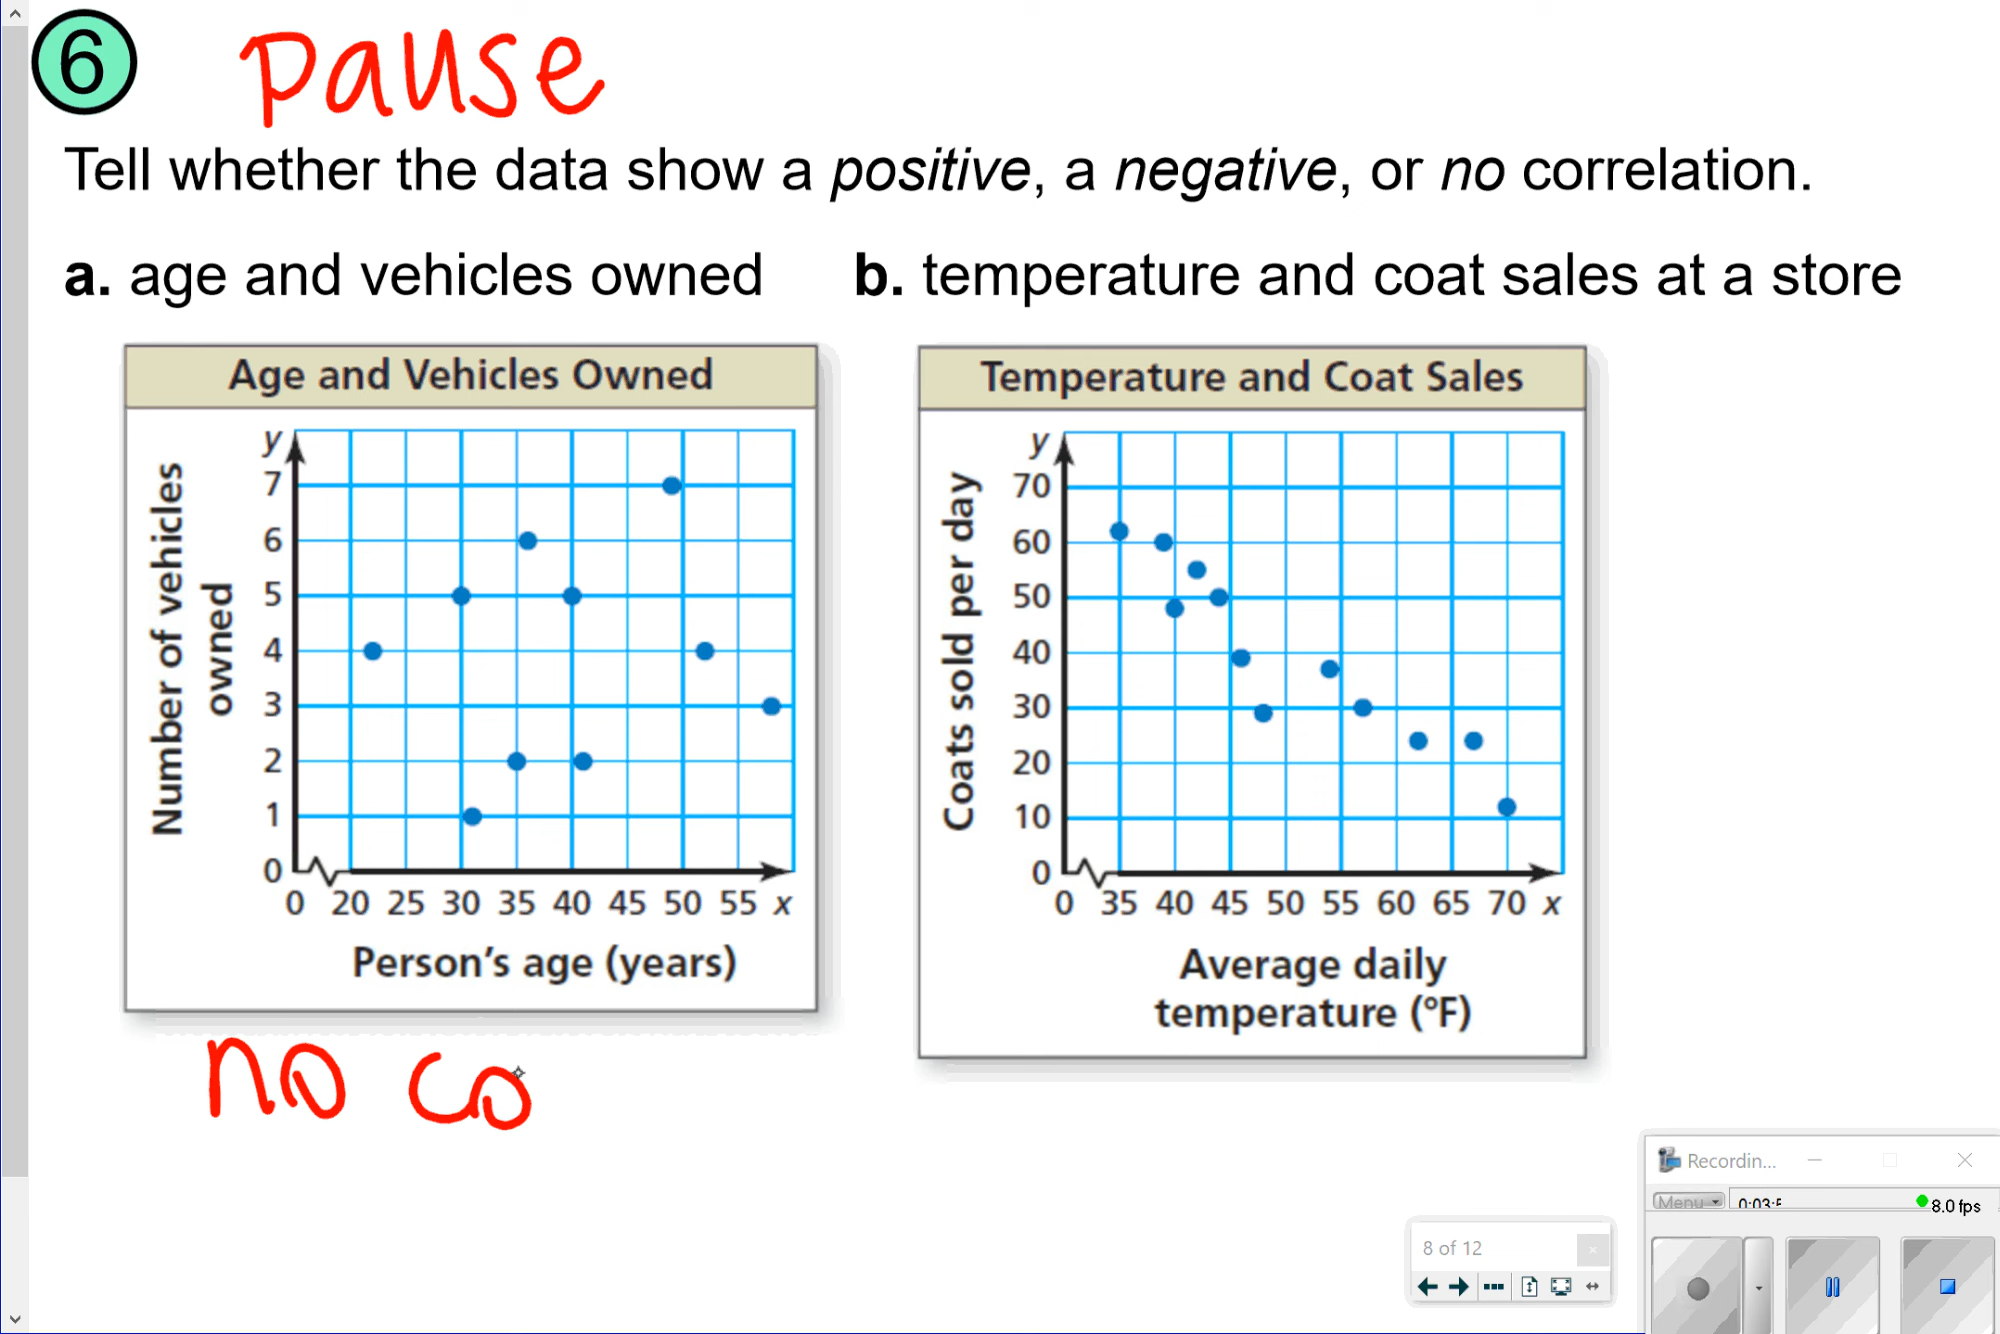 6 pause
Tell whether the data show a positive, a negative, or no correlation.
a. age and vehicles owned b. temperature and coat sales at a store
Age and Vehicles Owned
Number of vehicles
owned
y
7
6
5
4
3
2
1
0
0 20 25 30 35 40 45 50 55 x
Person's age (years)
Temperature and Coat Sales
Coats sold per day
y
70
60
50
40
30
20
10
0
0 35 40 45 50 55 60 65 70 x
Average daily
temperature (°F)
no co
Recordin...
Menu 8.0 fps
8 of 12